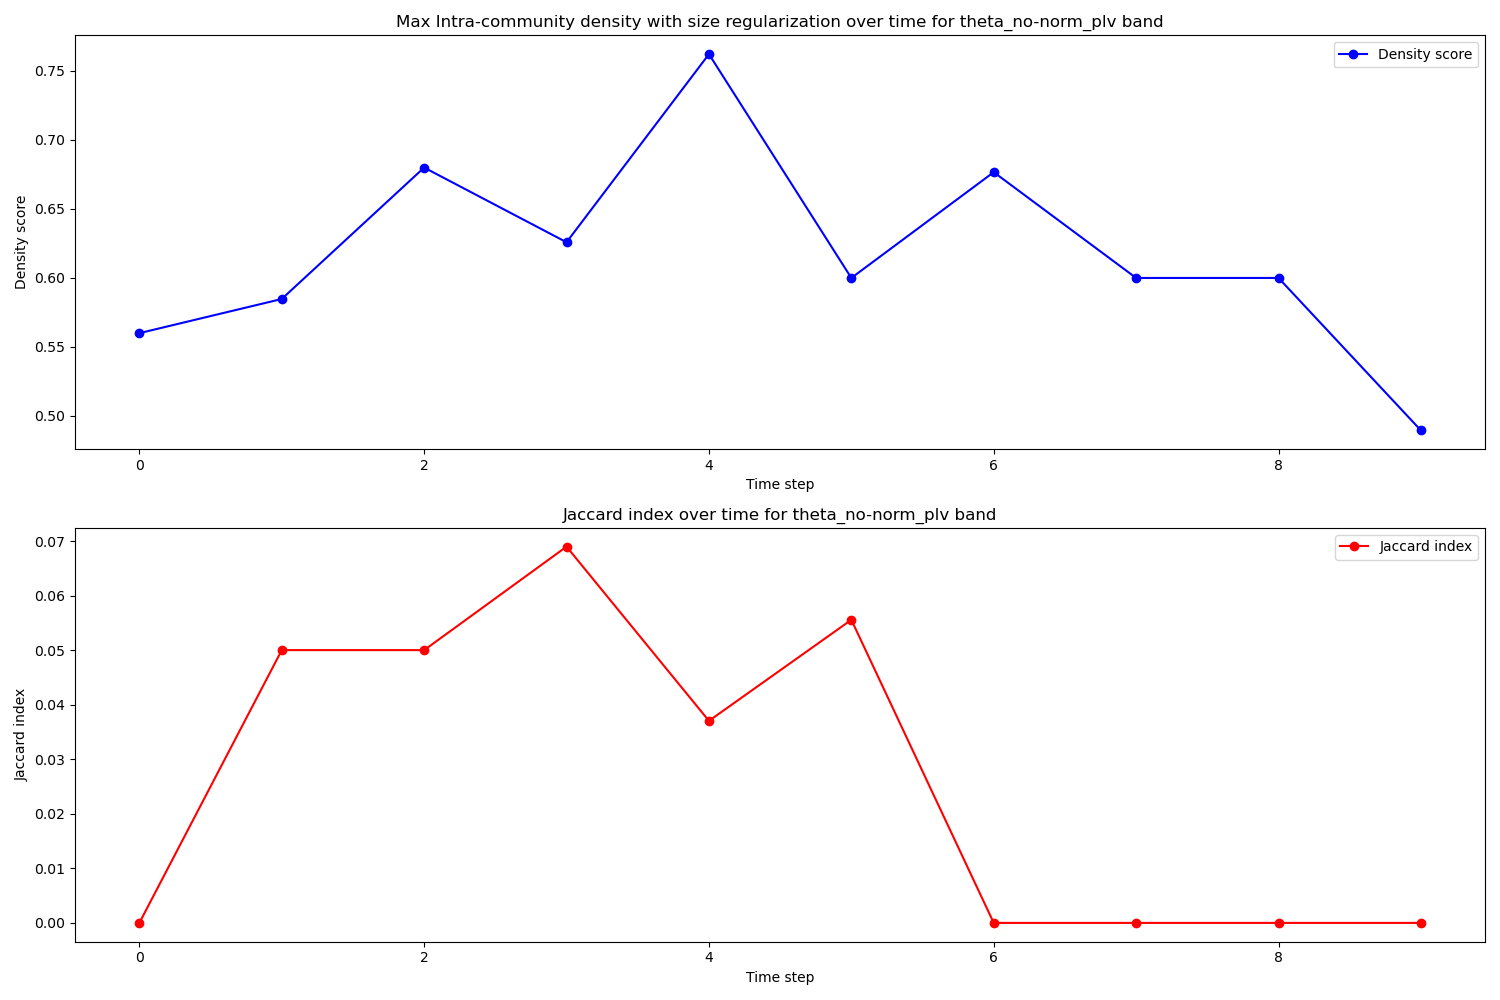 Max Intra-community density with size regularization over time for theta_no-norm_plv band
Density score
0.75
0.70
0.65
0.60
0.55
0.50
Density score
0 2 4 6 8
Time step
Jaccard index over time for theta_no-norm_plv band
Jaccard index
0.07
0.06
0.05
0.04
0.03
0.02
0.01
0.00
Jaccard index
0 2 4 6 8
Time step